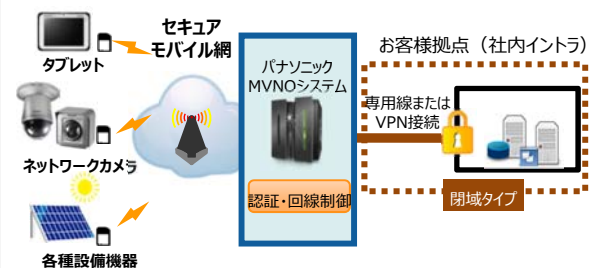 セキュア
モバイル網
タブレット
ネットワークカメラ
各種設備機器
パナソニック
MVNOシステム
認証・回線制御
お客様拠点（社内イントラ）
専用線または
VPN接続
閉域タイプ